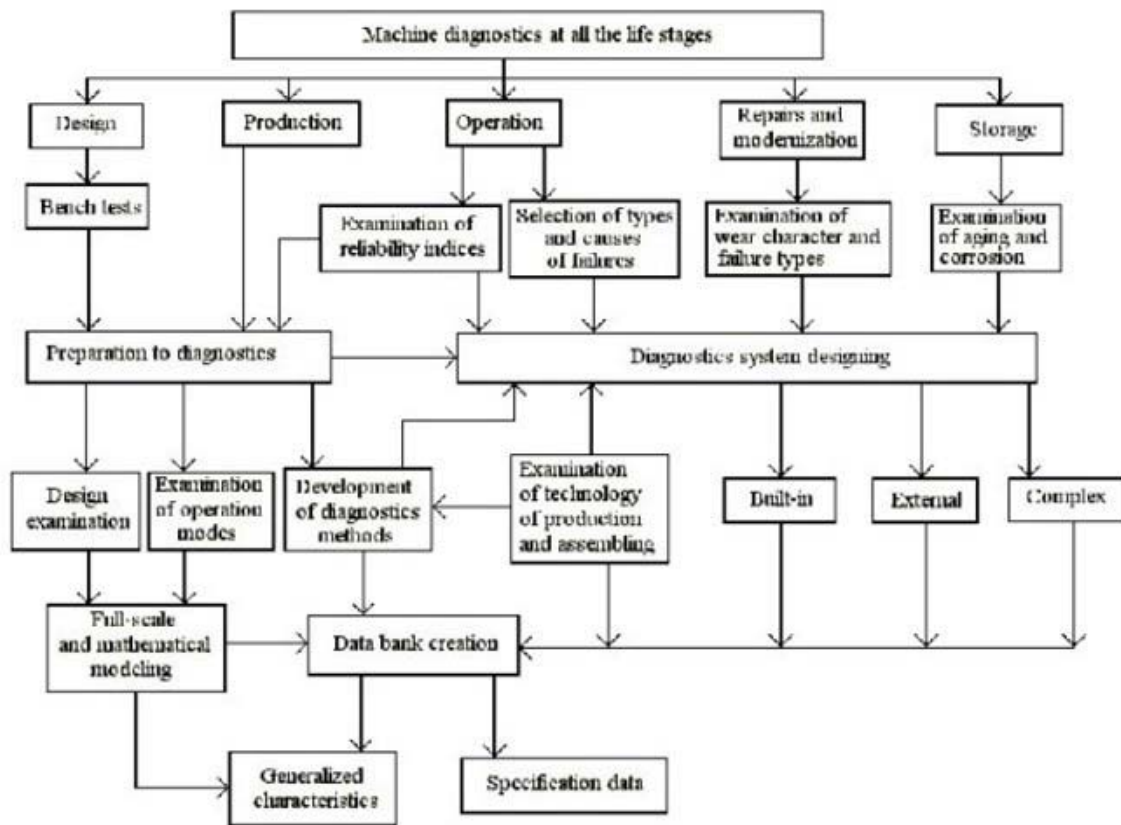 Machine diagnostics at all the life stages
Design
Production
Operation
Repairs and
modernization
Storage
Bench tests
Examination of
reliability indices
Selection of types
and causes
of failures
Examination of
wear character and
failure types
Examination
of aging and
corrosion
Preparation to diagnostics
Diagnostics system designing
Design
examination
Examination
of operation
modes
Development
of diagnostics
methods
Examination
of technology
of production
and assembling
Built-in
External
Complex
Full-scale
and mathematical
modeling
Data bank creation
Generalized
characteristics
Specification data